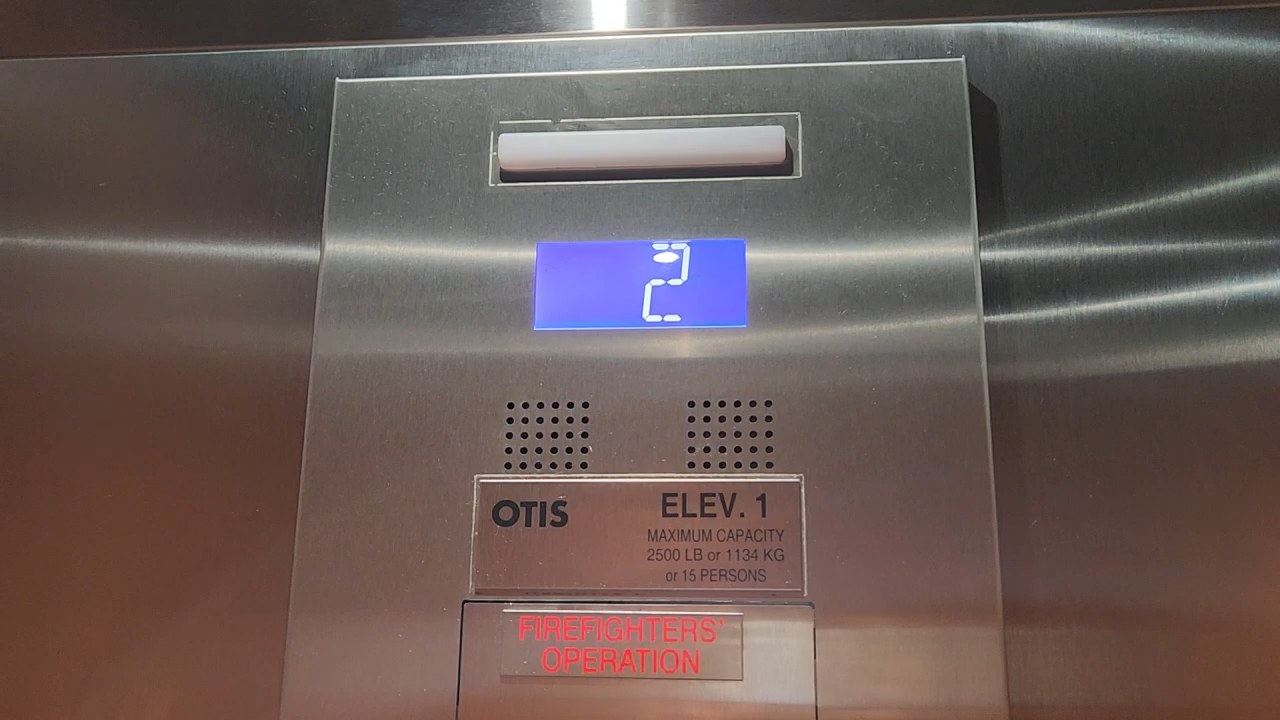 2
OTIS
ELEV. 1
MAXIMUM CAPACITY
2500 LB or 1134 KG
or 15 PERSONS
FIREFIGHTERS'
OPERATION